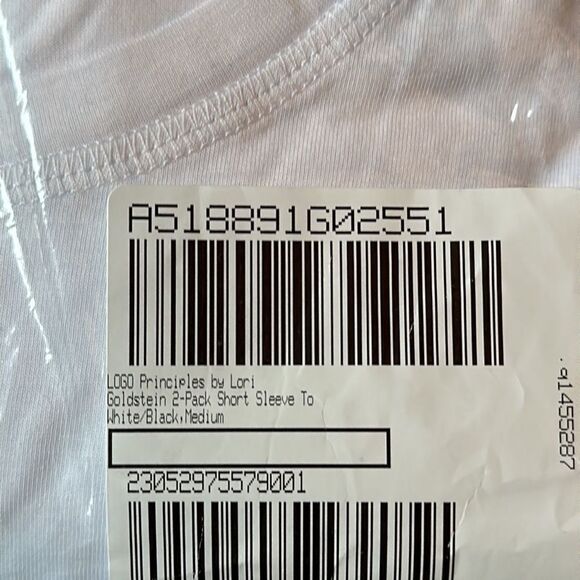 A518891G02551
LOGO Principles by Lori
Goldstein 2-Pack Short Sleeve To
White/Black,Medium
23052975579001
.91455287